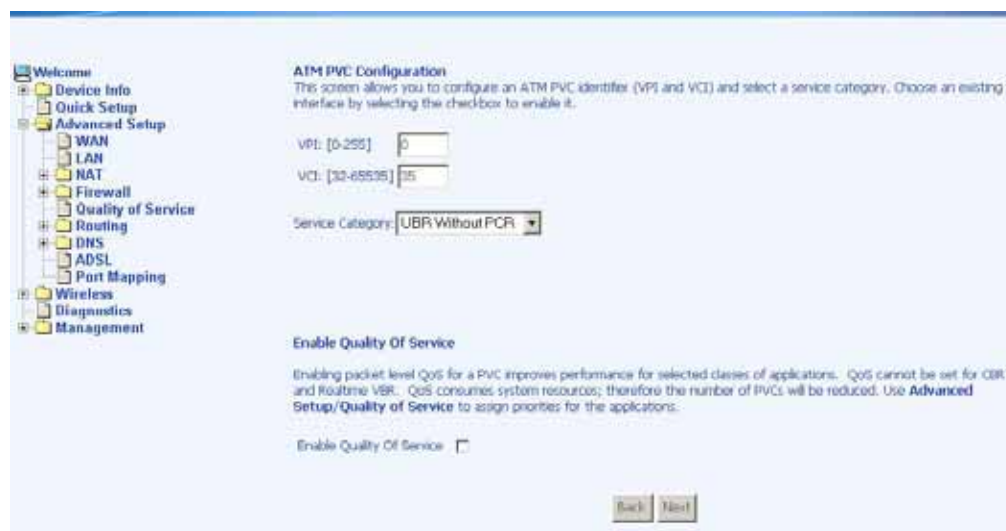 Welcome
Device Info
Quick Setup
Advanced Setup
WAN
LAN
NAT
Firewall
Quality of Service
Routing
DNS
ADSL
Port Mapping
Wireless
Diagnostics
Management
ATM PVC Configuration
This screen allows you to configure an ATM PVC identifer (VPI and VCI) and select a service category. Choose an existing
interface by selecting the checkbox to enable it.
VPI: [0-255] 0
VCI: [32-65535] 35
Service Category: UBR Without PCR
Enable Quality Of Service
Enabling packet level QoS for a PVC improves performance for selected classes of applications. QoS cannot be set for CBR
and Realtime VBR. QoS consumes system resources; therefore the number of PVCs will be reduced. Use Advanced
Setup/Quality of Service to assign priorities for the applications.
Enable Quality Of Service
Back Next